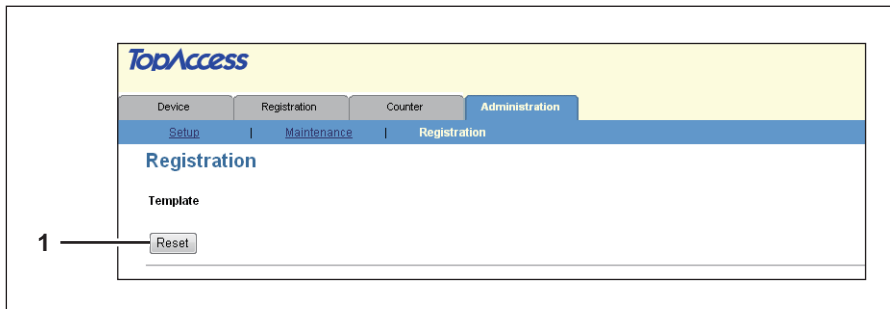 TopAccess
Device Registration Counter Administration
Setup | Maintenance | Registration
Registration
Template
1 Reset